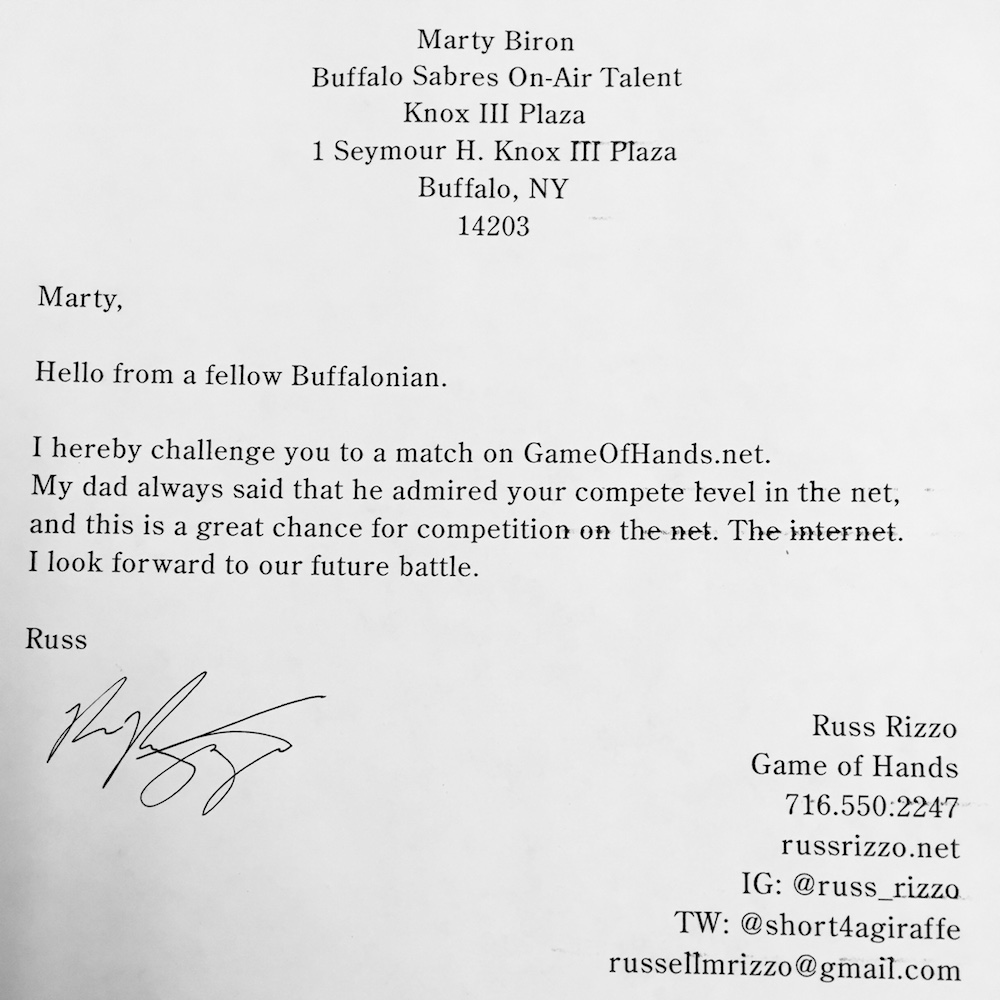 Marty Biron
Buffalo Sabres On-Air Talent
Knox III Plaza
1 Seymour H. Knox III Plaza
Buffalo, NY
14203
Marty,
Hello from a fellow Buffalonian.
I hereby challenge you to a match on GameOfHands.net.
My dad always said that he admired your compete level in the net,
and this is a great chance for competition on the net. The internet.
I look forward to our future battle.
Russ
Russ Rizzo
Game of Hands
716.550.2247
russrizzo.net
IG: @russ_rizzo
TW: @short4agiraffe
russellmrizzo@gmail.com